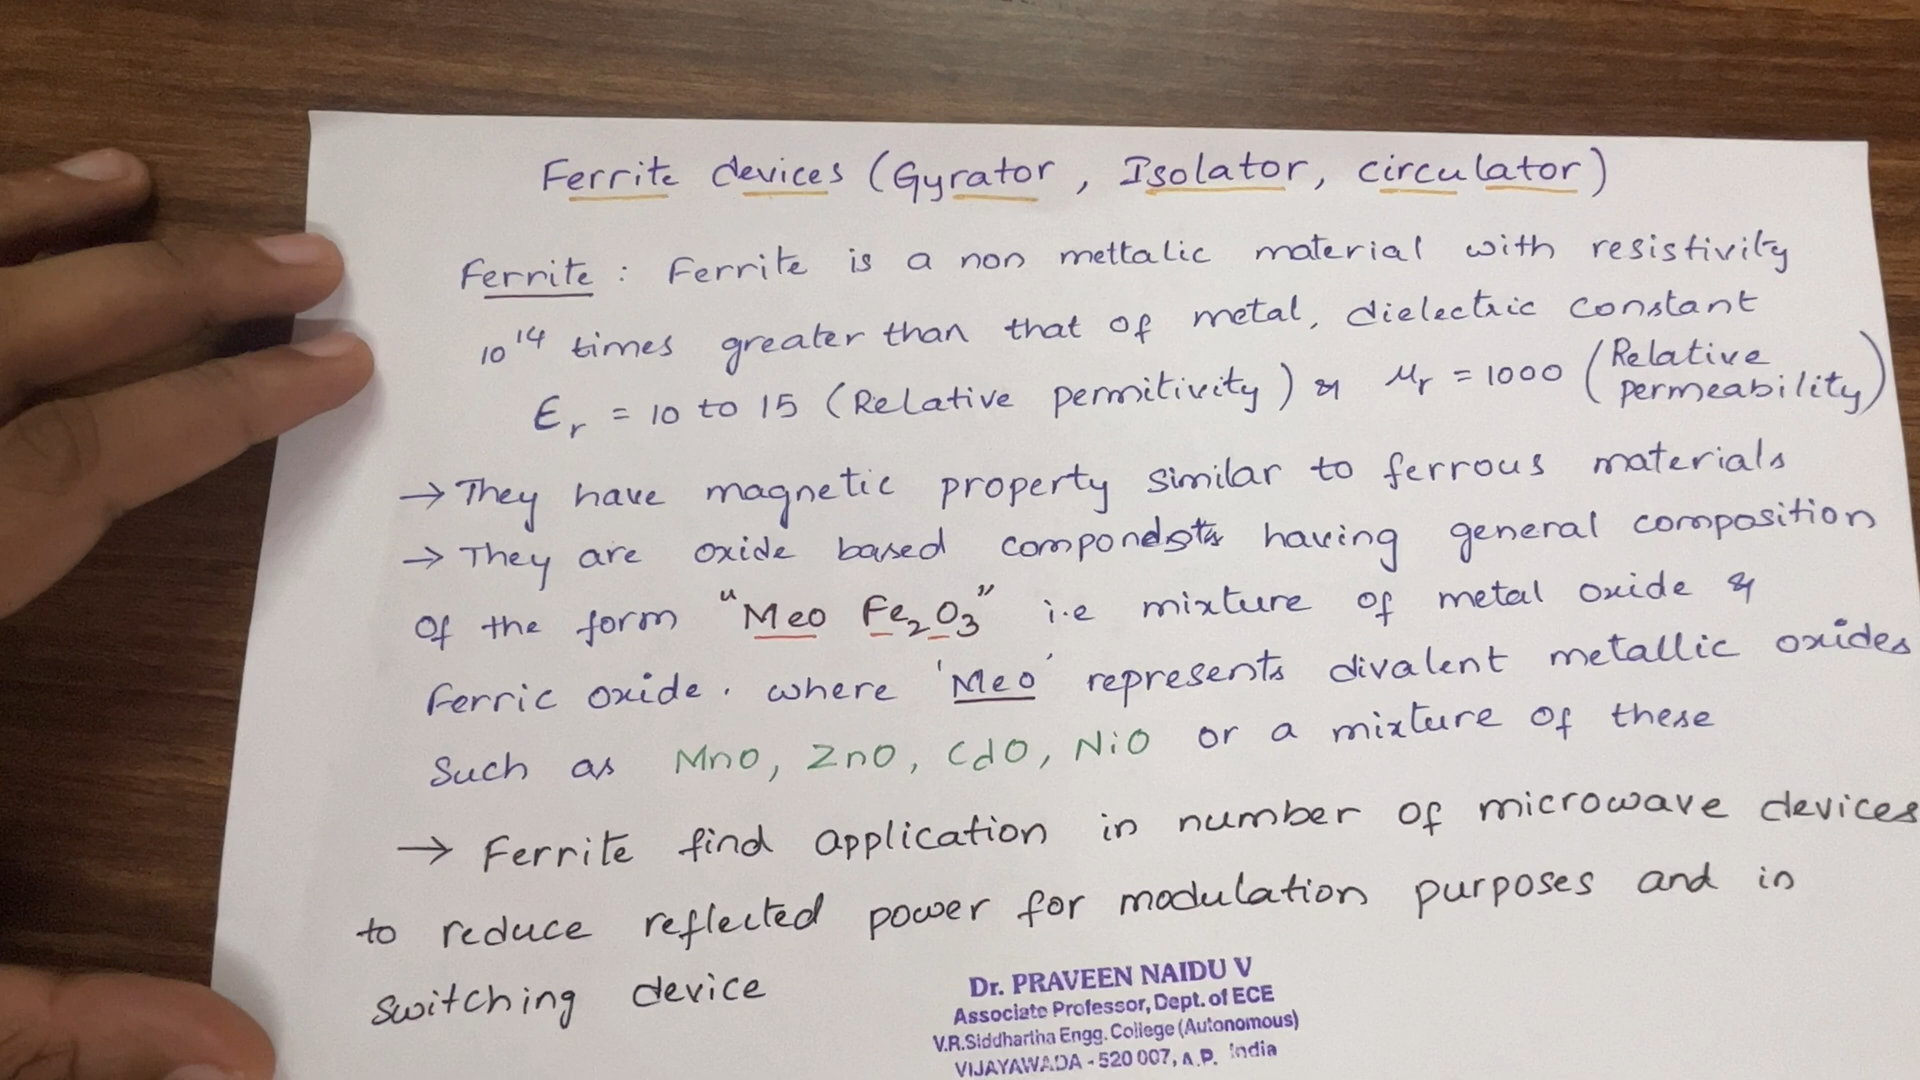 Ferrite devices (Gyrator, Isolator, circulator)
Ferrite : Ferrite is a non mettalic material with resistivity
10^14 times greater than that of metal, dielectric constant
Er = 10 to 15 (Relative permitivity) & μr = 1000 (Relative permeability)
→ They have magnetic property similar to ferrous materials
→ They are oxide based having general composition
of the form "Meo Fe2O3" i.e mixture of metal oxide &
Ferric oxide. where 'Meo' represents divalent metallic oxides
Such as MnO, ZnO, CdO, NiO or a mixture of these
→ Ferrite find application in number of microwave devices
to reduce reflected power for modulation purposes and in
switching device
Dr. PRAVEEN NAIDU V
Associate Professor, Dept. of ECE
V.R.Siddhartha Engg. College (Autonomous)
VIJAYAWADA - 520 007, A.P. India